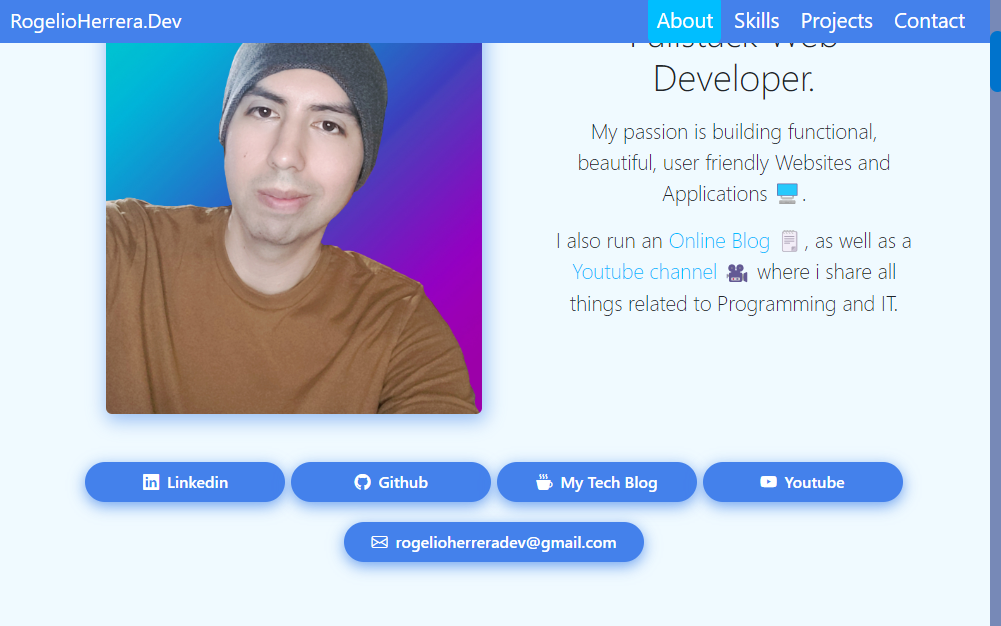 RogelioHerrera.Dev
About Skills Projects Contact
Fullstack Web
Developer.
My passion is building functional,
beautiful, user friendly Websites and
Applications 🖥️.
I also run an Online Blog 🗒️, as well as a
Youtube channel 🎥 where i share all
things related to Programming and IT.
Linkedin
Github
My Tech Blog
Youtube
rogelioherreradev@gmail.com